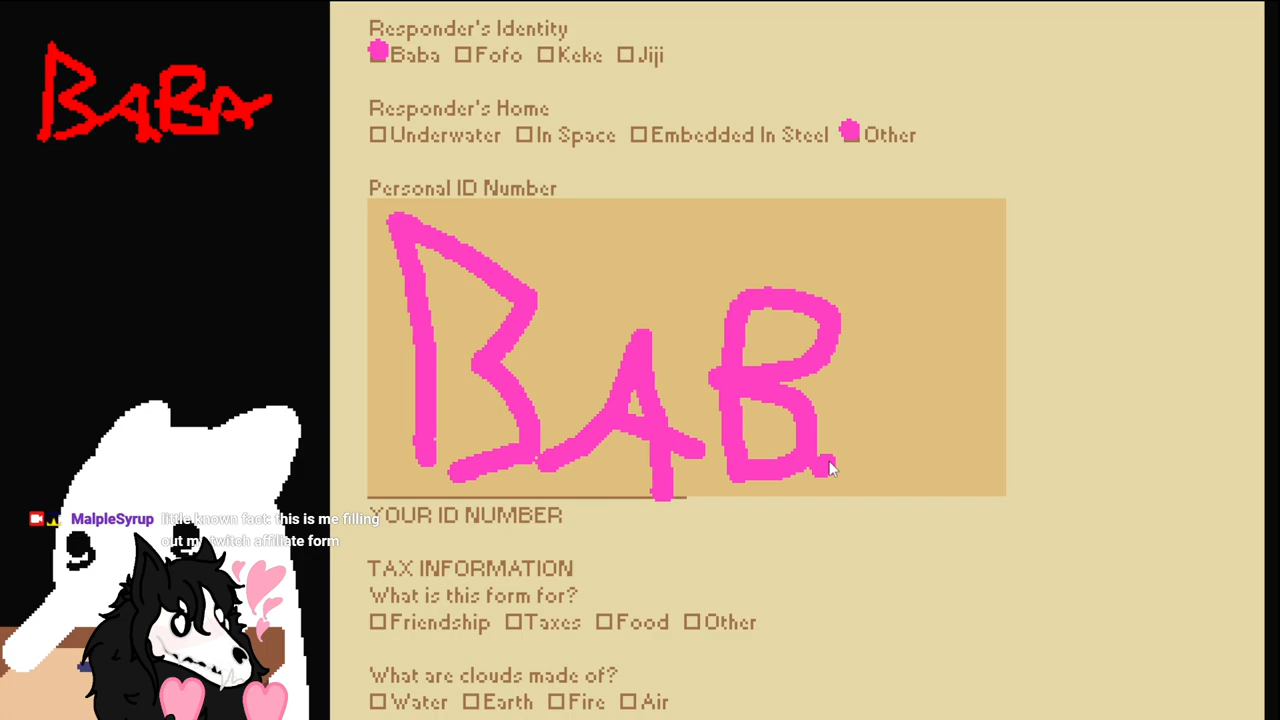 BABA
Responder's Identity
Baba Fofo Keke Jiji
Responder's Home
Underwater In Space Embedded In Steel Other
Personal ID Number
BAB
YOUR ID NUMBER
MalpleSyrup little known fact: this is me filling
out my twitch affiliate form
TAX INFORMATION
What is this form for?
Friendship Taxes Food Other
What are clouds made of?
Water Earth Fire Air